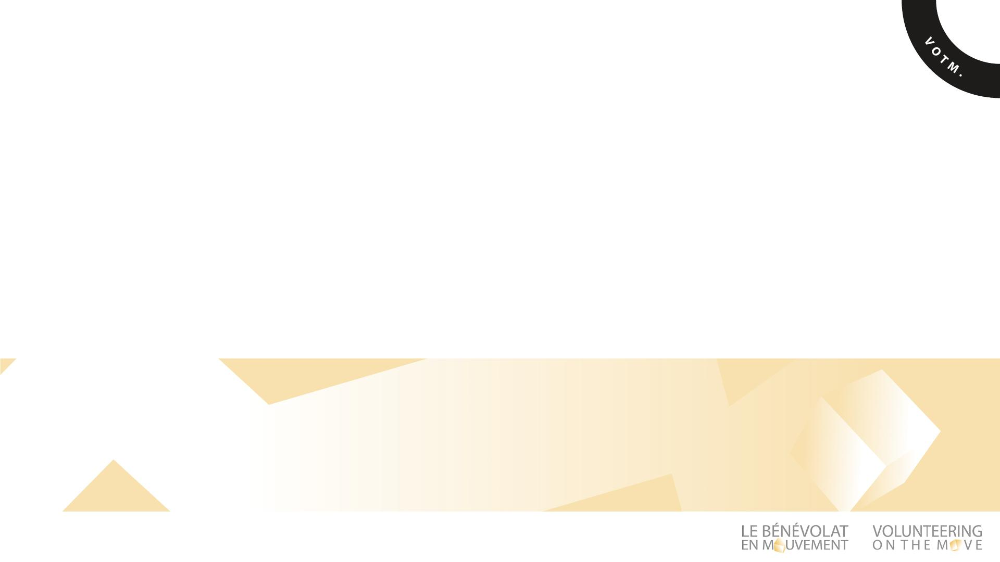 VOTM.
LE BÉNÉVOLAT
EN MOUVEMENT
VOLUNTEERING
ON THE MOVE